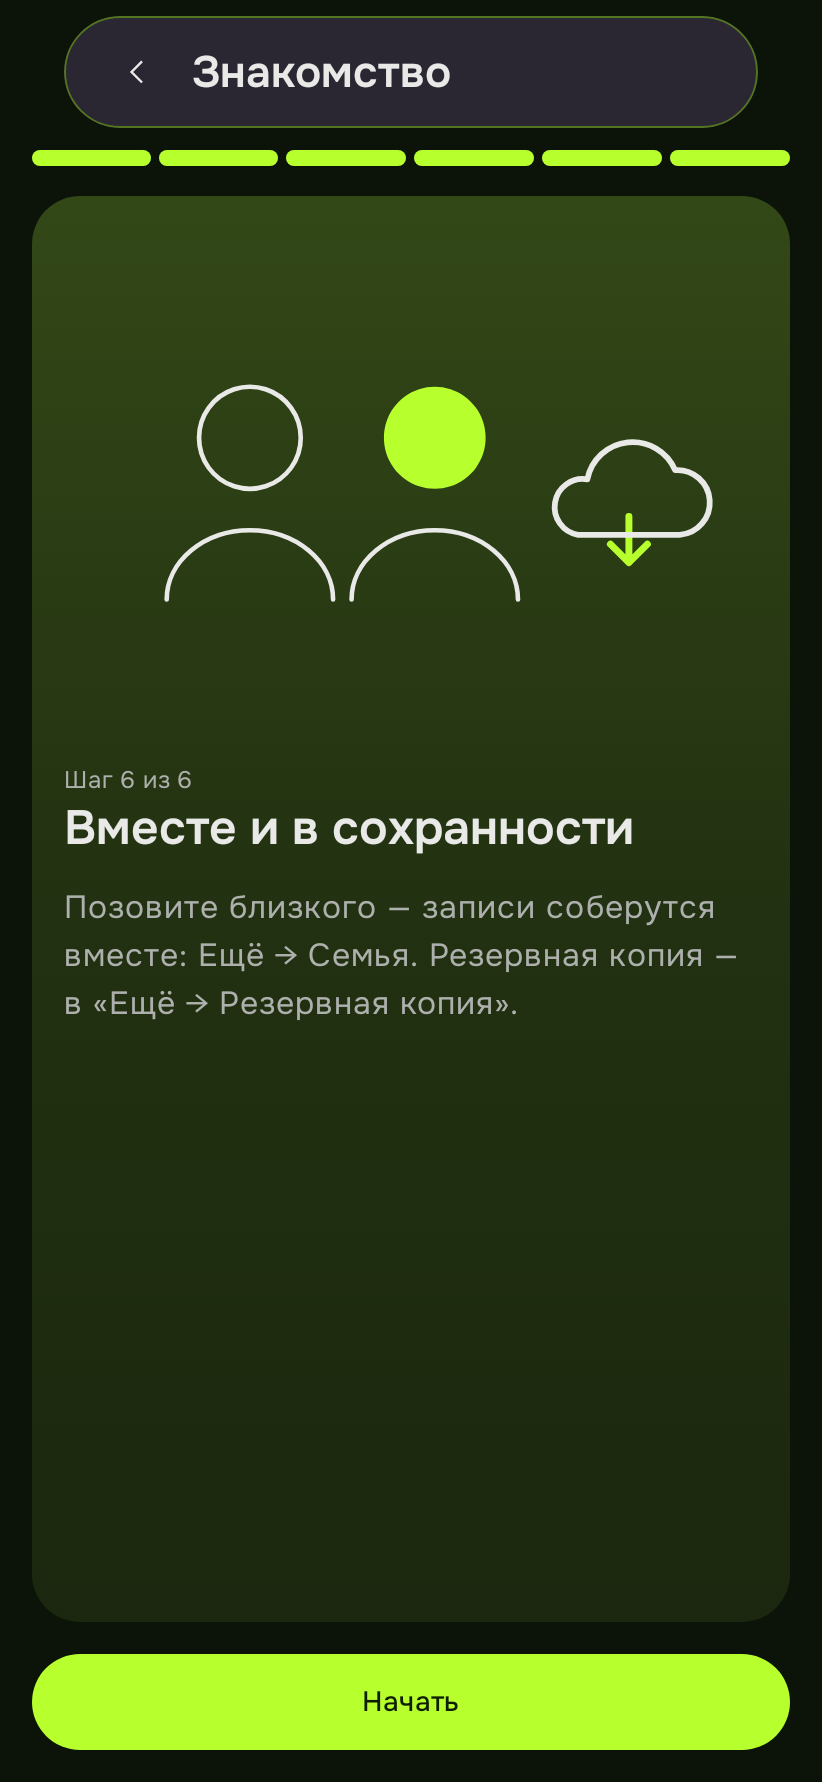 Знакомство
Шаг 6 из 6
Вместе и в сохранности
Позовите близкого — записи соберутся
вместе: Ещё → Семья. Резервная копия —
в «Ещё → Резервная копия».
Начать